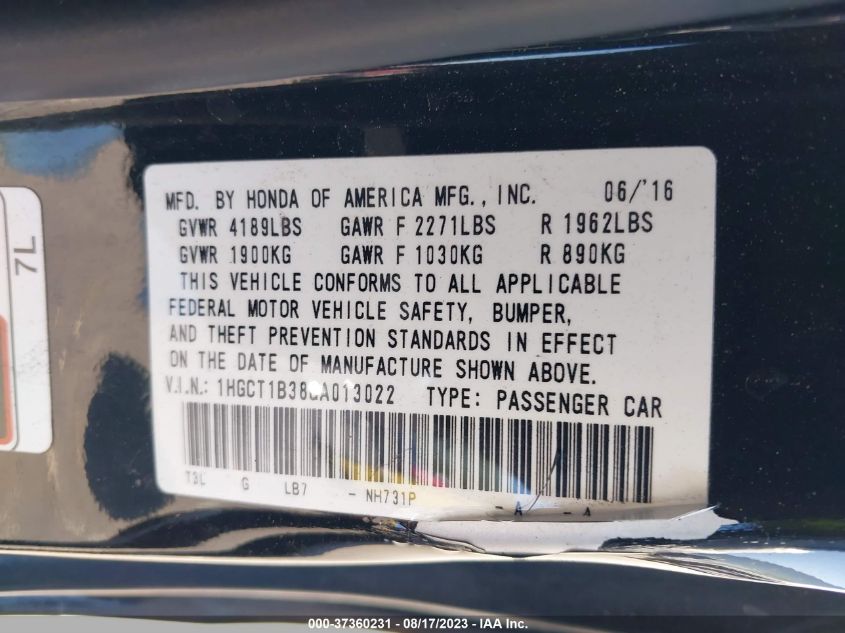 MFD. BY HONDA OF AMERICA MFG., INC. 06/'16
GVWR 4189LBS GAWR F 2271LBS R 1962LBS
GVWR 1900KG GAWR F 1030KG R 890KG
THIS VEHICLE CONFORMS TO ALL APPLICABLE
FEDERAL MOTOR VEHICLE SAFETY, BUMPER,
AND THEFT PREVENTION STANDARDS IN EFFECT
ON THE DATE OF MANUFACTURE SHOWN ABOVE.
V.I.N.: 1HGCT1B38GA013022 TYPE: PASSENGER CAR
T3L G LB7 - NH731P - A - A
7L
000-37360231 - 08/17/2023 - IAA Inc.